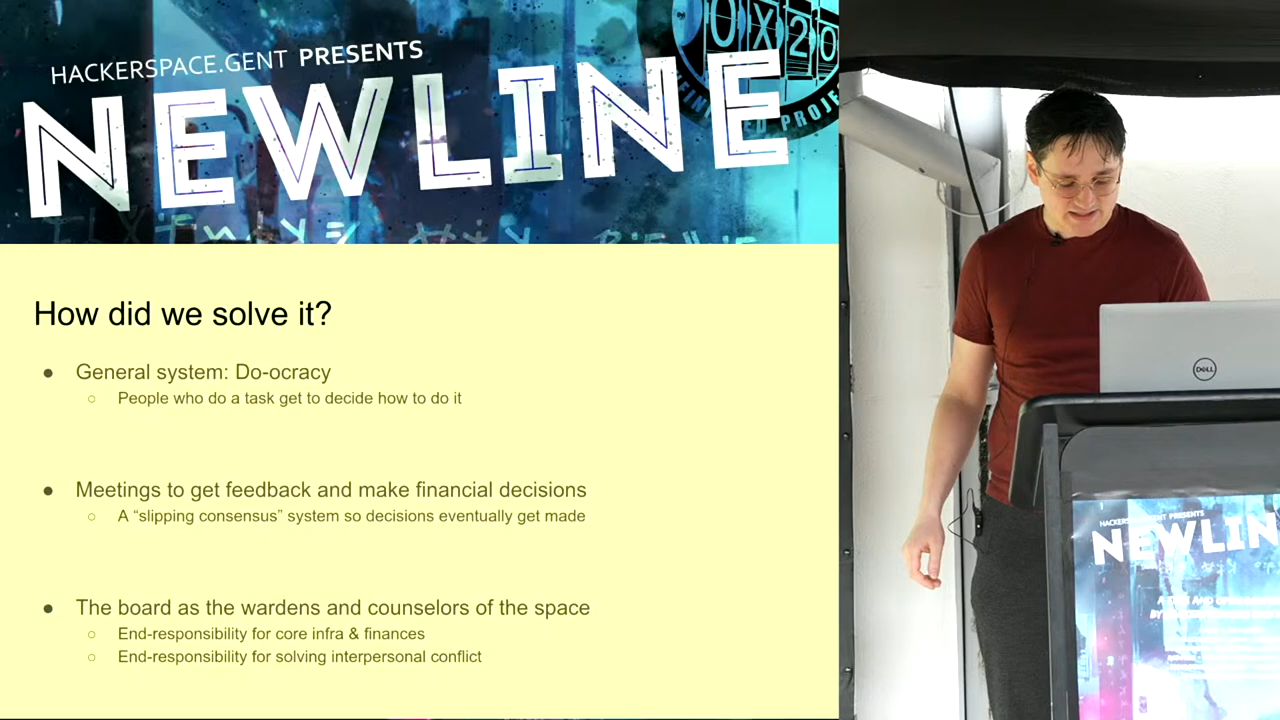 HACKERSPACE.GENT PRESENTS
NEWLINE
0X20
How did we solve it?
● General system: Do-ocracy
○ People who do a task get to decide how to do it
● Meetings to get feedback and make financial decisions
○ A “slipping consensus” system so decisions eventually get made
● The board as the wardens and counselors of the space
○ End-responsibility for core infra & finances
○ End-responsibility for solving interpersonal conflict
DELL
PRESENTS
NEWLIN